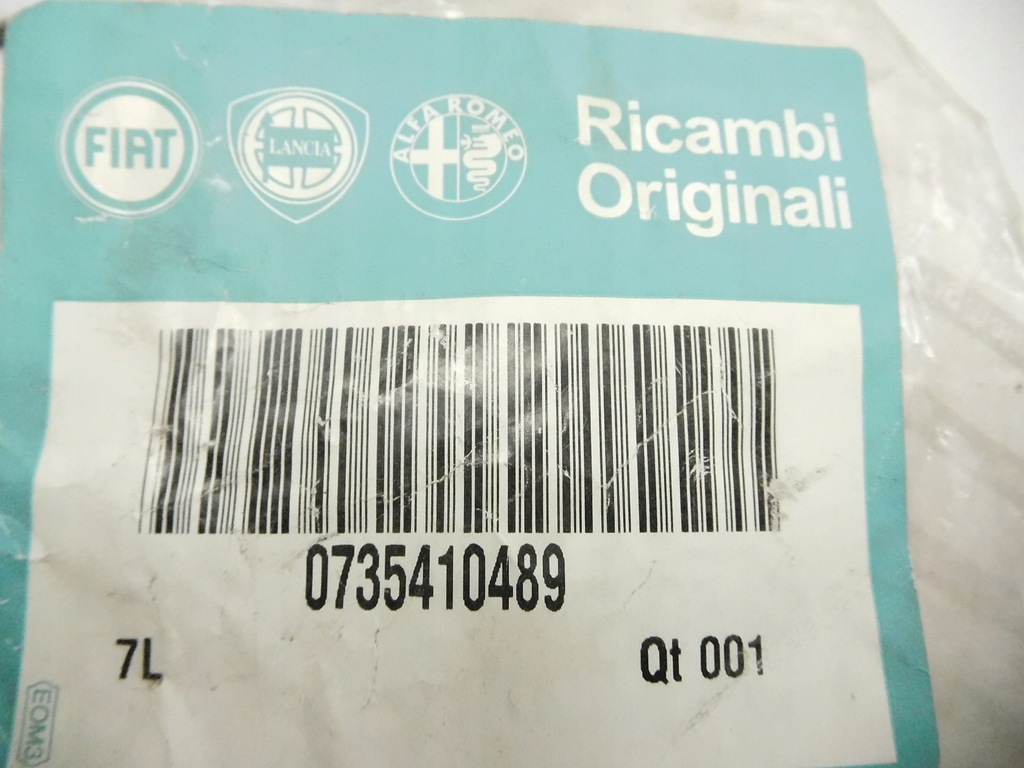 FIAT
LANCIA
ALFA ROMEO
Ricambi
Originali
0735410489
7L
Qt 001
EOM3